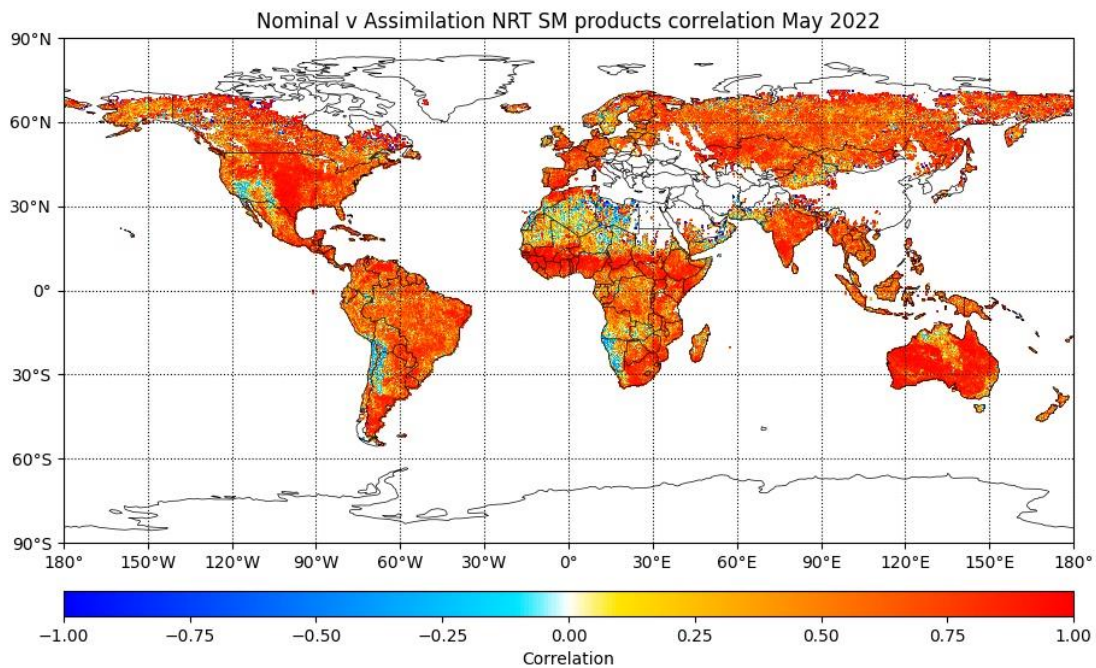 Nominal v Assimilation NRT SM products correlation May 2022
90°N
60°N
30°N
0°
30°S
60°S
90°S
180° 150°W 120°W 90°W 60°W 30°W 0° 30°E 60°E 90°E 120°E 150°E 180°
−1.00 −0.75 −0.50 −0.25 0.00 0.25 0.50 0.75 1.00
Correlation